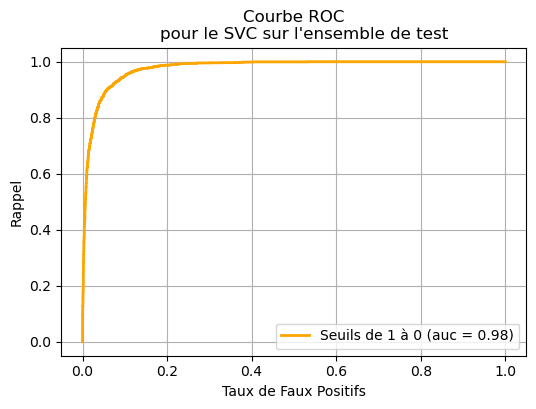 Courbe ROC
pour le SVC sur l'ensemble de test
1.0
0.8
0.6
0.4
0.2
0.0
Rappel
0.0 0.2 0.4 0.6 0.8 1.0
Taux de Faux Positifs
Seuils de 1 à 0 (auc = 0.98)